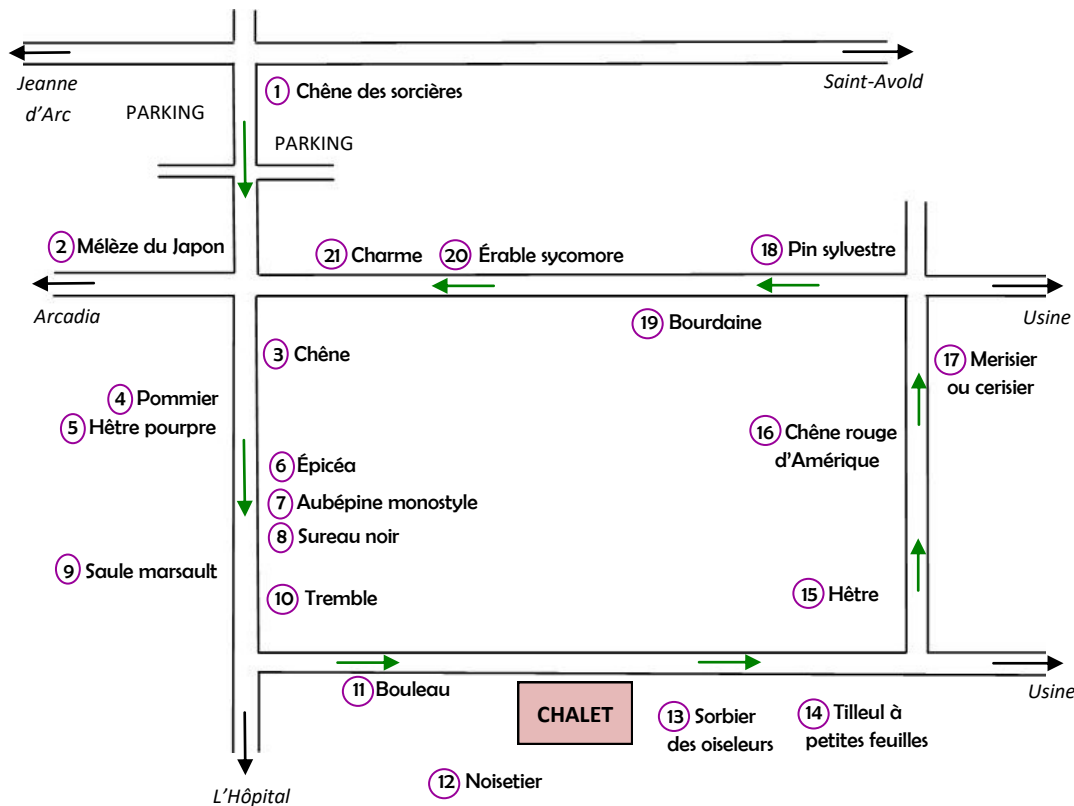 Jeanne
d'Arc
Saint-Avold
1 Chêne des sorcières
PARKING
PARKING
2 Mélèze du Japon
21 Charme
20 Érable sycomore
18 Pin sylvestre
Arcadia
Usine
19 Bourdaine
3 Chêne
17 Merisier
ou cerisier
4 Pommier
5 Hêtre pourpre
16 Chêne rouge
d'Amérique
6 Épicéa
7 Aubépine monostyle
8 Sureau noir
9 Saule marsault
10 Tremble
15 Hêtre
11 Bouleau
Usine
CHALET
13 Sorbier
des oiseleurs
14 Tilleul à
petites feuilles
12 Noisetier
L'Hôpital